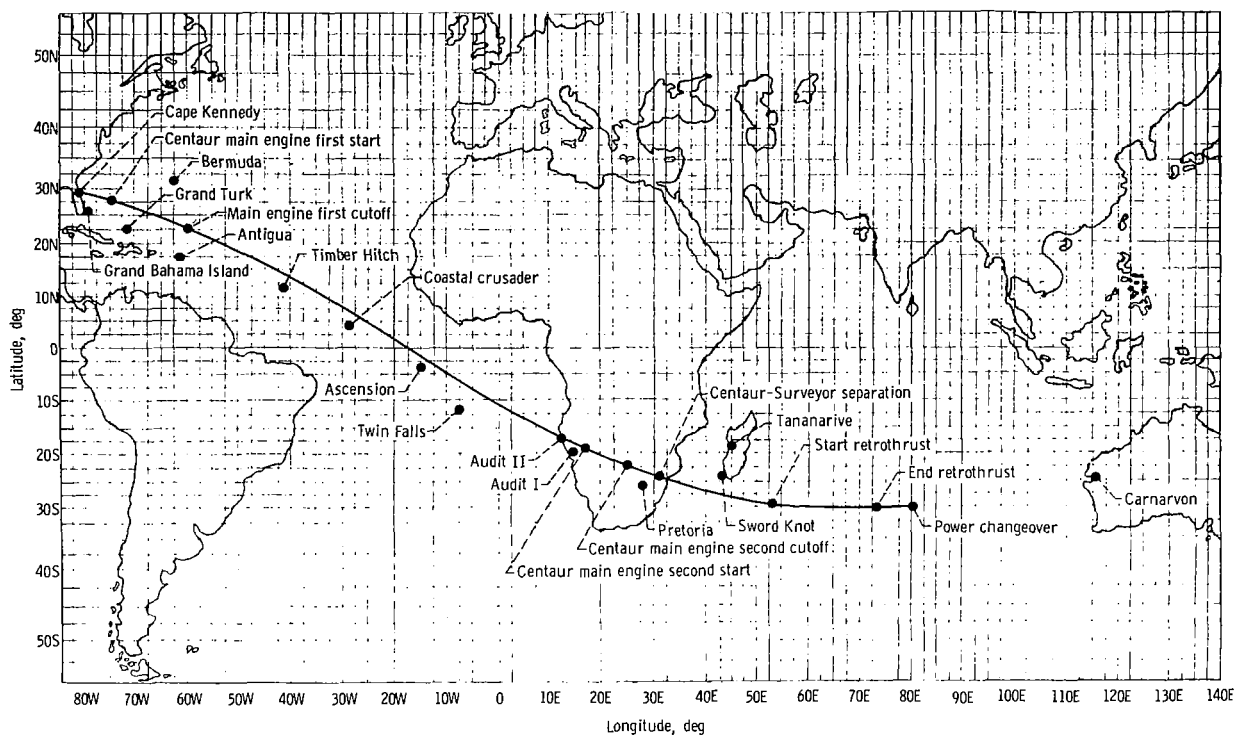 50N
40N
30N
20N
10N
0
10S
20S
30S
40S
50S
Latitude, deg
Cape Kennedy
Centaur main engine first start
Bermuda
Grand Turk
Main engine first cutoff
Antigua
Grand Bahama Island
Timber Hitch
Coastal crusader
Ascension
Twin Falls
Audit II
Audit I
Centaur-Surveyor separation
Tananarive
Start retrothrust
End retrothrust
Carnarvon
Pretoria
Sword Knot
Power changeover
Centaur main engine second cutoff
Centaur main engine second start
80W 70W 60W 50W 40W 30W 20W 10W 0 10E 20E 30E 40E 50E 60E 70E 80E 90E 100E 110E 120E 130E 140E
Longitude, deg